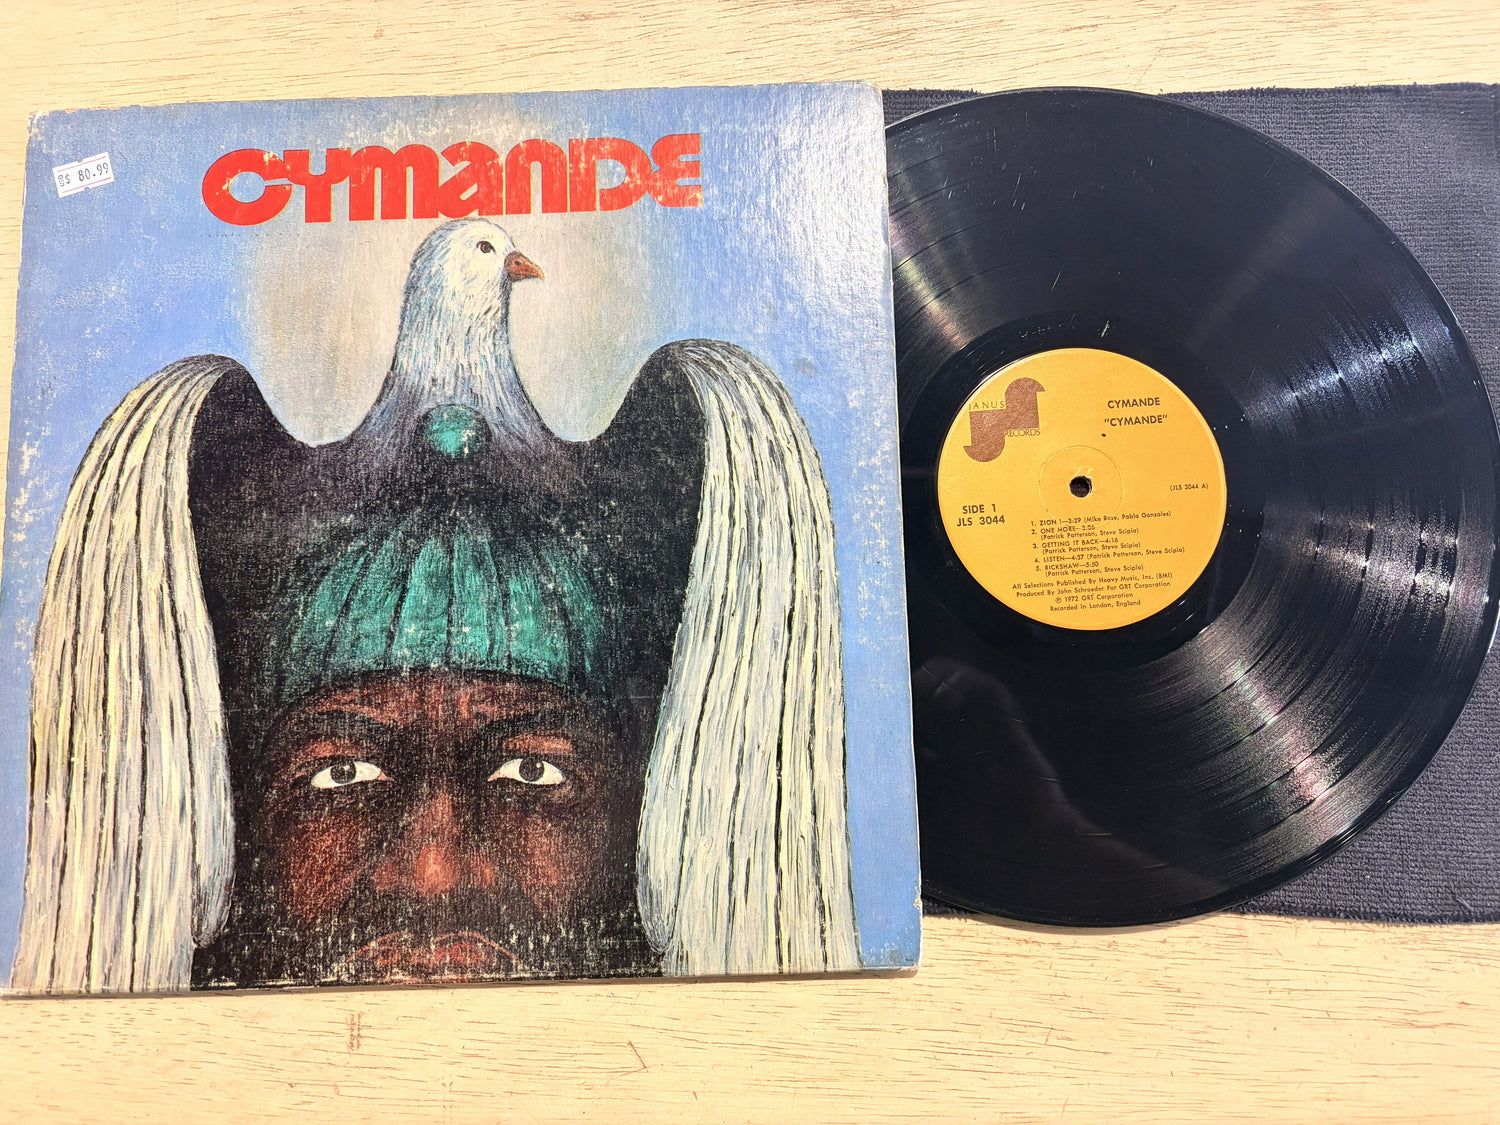 S$ 80.99
CYMANDE
JANUS
RECORDS
CYMANDE
"CYMANDE"
SIDE 1
JLS 3044
(JLS 3044 A)
1. ZION I—3:29 (Mike Rose, Pablo Gonzales)
2. ONE MORE—3:06
(Patrick Patterson, Steve Scipio)
3. GETTING IT BACK—4:16
(Patrick Patterson, Steve Scipio)
4. LISTEN—4:37 (Patrick Patterson, Steve Scipio)
5. RICKSHAW—5:50
(Patrick Patterson, Steve Scipio)
All Selections Published By Heavy Music, Inc. (BMI)
Produced By John Schroeder For GRT Corporation
℗ 1972 GRT Corporation
Recorded in London, England